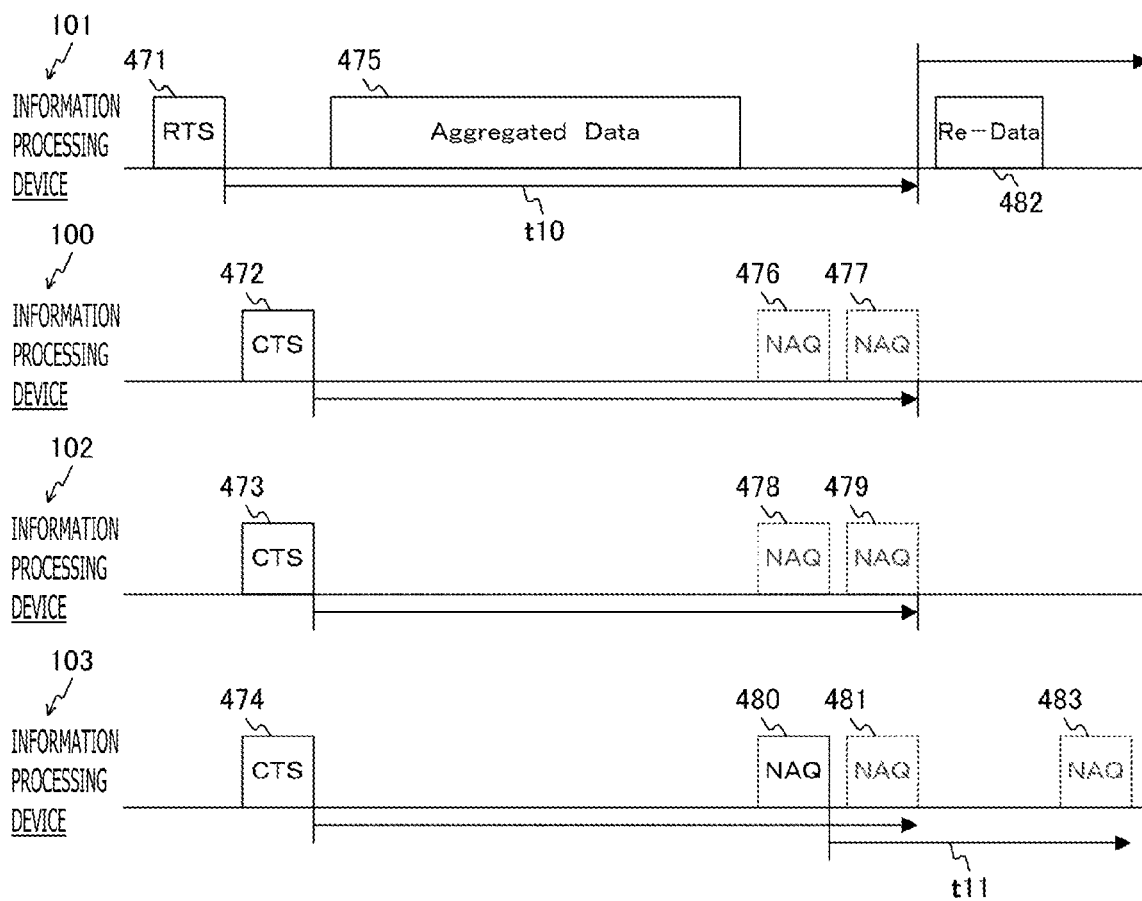 101
INFORMATION
PROCESSING
DEVICE
471
RTS
475
Aggregated Data
Re-Data
482
t10
100
INFORMATION
PROCESSING
DEVICE
472
CTS
476
NAQ
477
NAQ
102
INFORMATION
PROCESSING
DEVICE
473
CTS
478
NAQ
479
NAQ
103
INFORMATION
PROCESSING
DEVICE
474
CTS
480
NAQ
481
NAQ
483
NAQ
t11